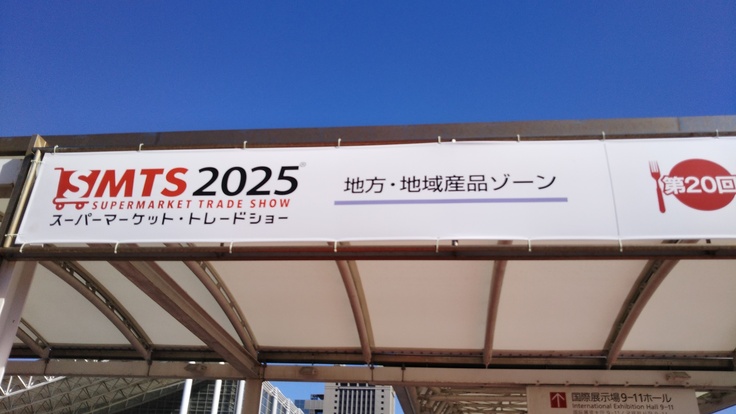 SMTS 2025
SUPERMARKET TRADE SHOW
スーパーマーケット・トレードショー
地方・地域産品ゾーン
第20回
国際展示場9-11ホール
International Exhibition Hall 9-11